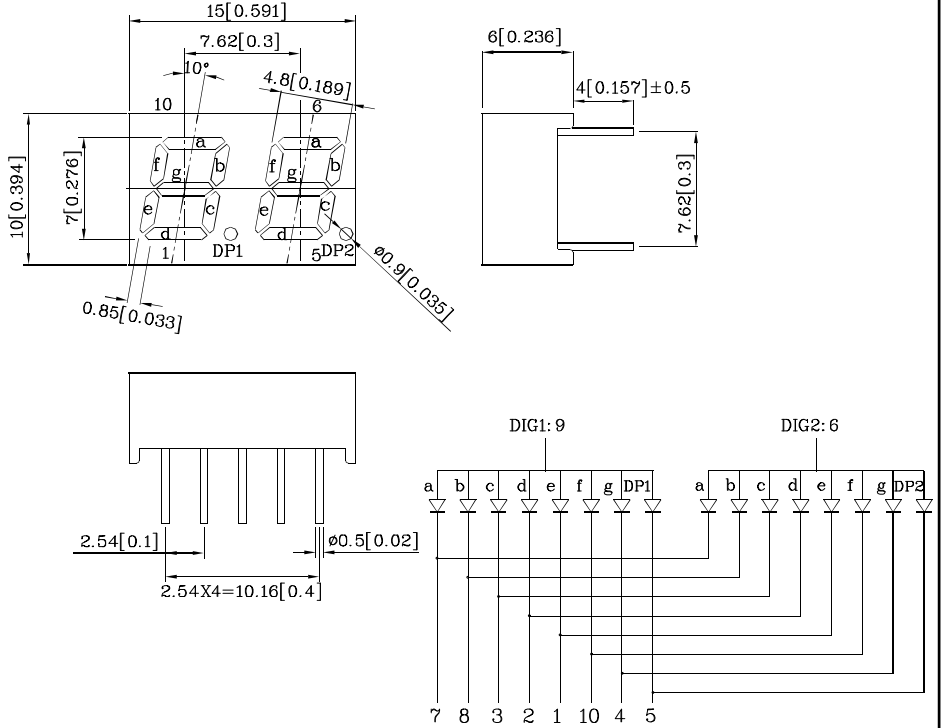 15[0.591]
7.62[0.3]
10°
4.8[0.189]
10
6
10[0.394]
7[0.276]
a
f
b
g
e
c
d
a
f
b
g
e
c
d
1
DP1
5
DP2
ø0.9[0.035]
0.85[0.033]
6[0.236]
4[0.157]±0.5
7.62[0.3]
2.54[0.1]
ø0.5[0.02]
2.54X4=10.16[0.4]
DIG1:9
DIG2:6
a b c d e f g DP1
a b c d e f g DP2
7 8 3 2 1 10 4 5